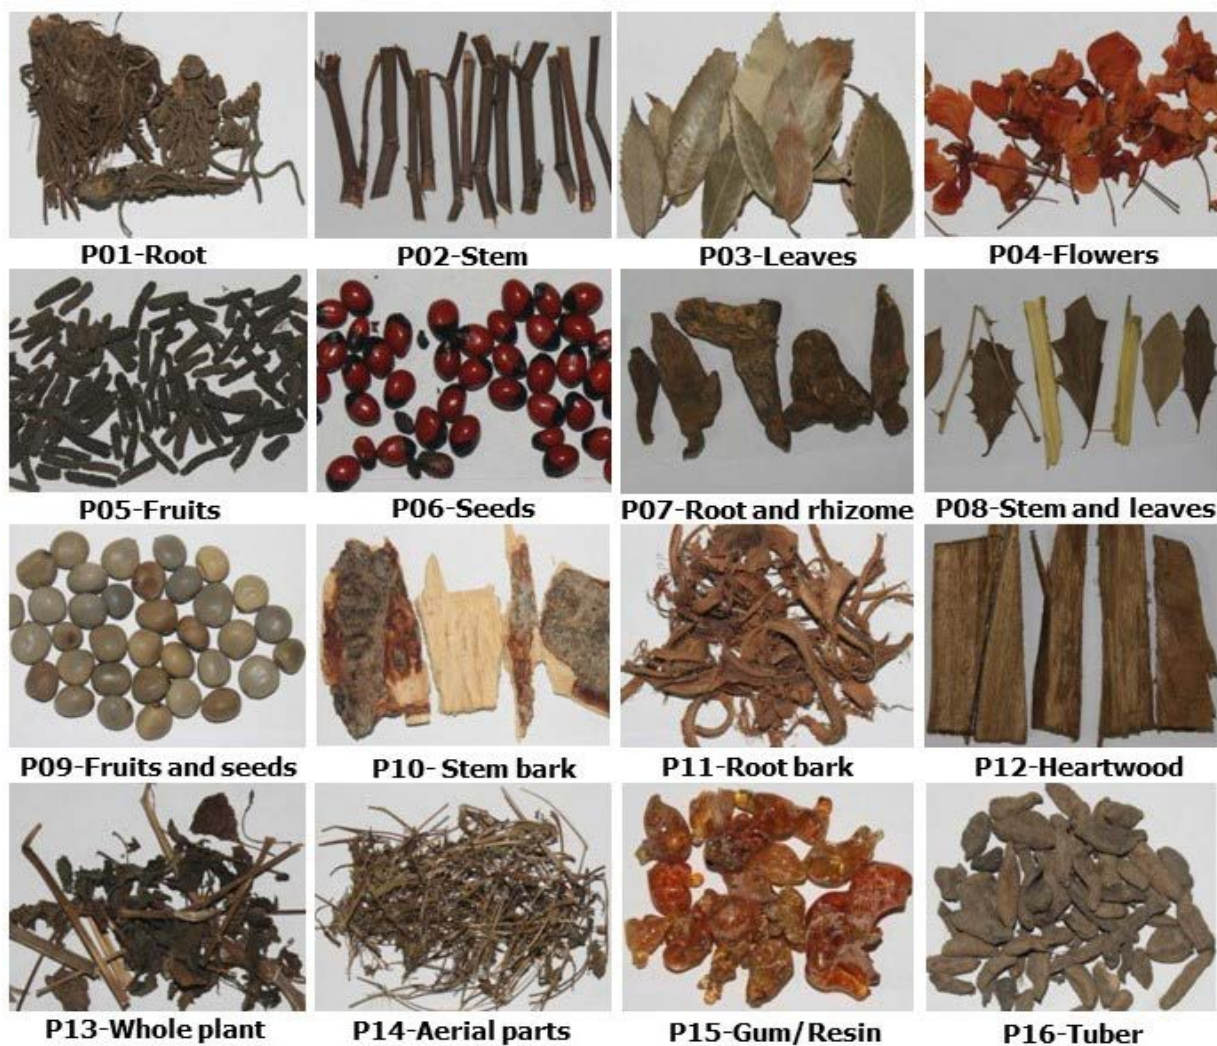 P01-Root
P02-Stem
P03-Leaves
P04-Flowers
P05-Fruits
P06-Seeds
P07-Root and rhizome
P08-Stem and leaves
P09-Fruits and seeds
P10- Stem bark
P11-Root bark
P12-Heartwood
P13-Whole plant
P14-Aerial parts
P15-Gum/Resin
P16-Tuber